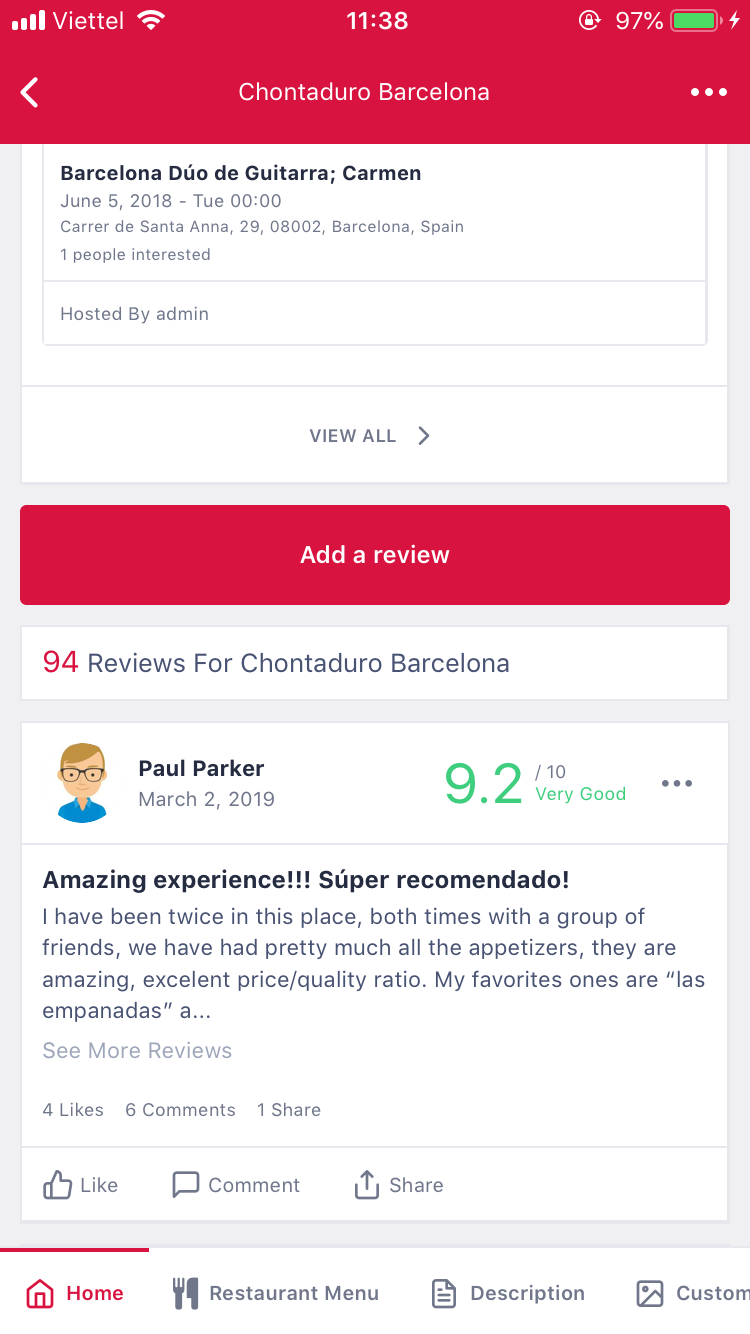 Viettel 11:38 97%
Chontaduro Barcelona
Barcelona Dúo de Guitarra; Carmen
June 5, 2018 - Tue 00:00
Carrer de Santa Anna, 29, 08002, Barcelona, Spain
1 people interested
Hosted By admin
VIEW ALL
Add a review
94 Reviews For Chontaduro Barcelona
Paul Parker
March 2, 2019
9.2 / 10
Very Good
Amazing experience!!! Súper recomendado!
I have been twice in this place, both times with a group of
friends, we have had pretty much all the appetizers, they are
amazing, excelent price/quality ratio. My favorites ones are “las
empanadas” a...
See More Reviews
4 Likes 6 Comments 1 Share
Like Comment Share
Home Restaurant Menu Description Custom